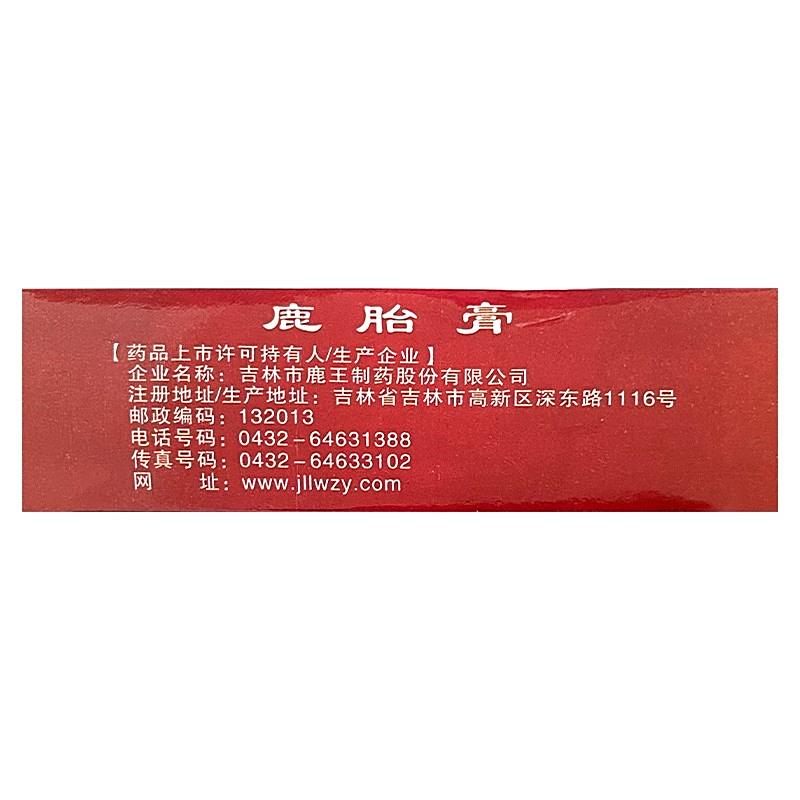 鹿胎膏
【药品上市许可持有人/生产企业】
企业名称：吉林市鹿王制药股份有限公司
注册地址/生产地址：吉林省吉林市高新区深东路1116号
邮政编码：132013
电话号码：0432-64631388
传真号码：0432-64633102
网 址：www.jllwzy.com